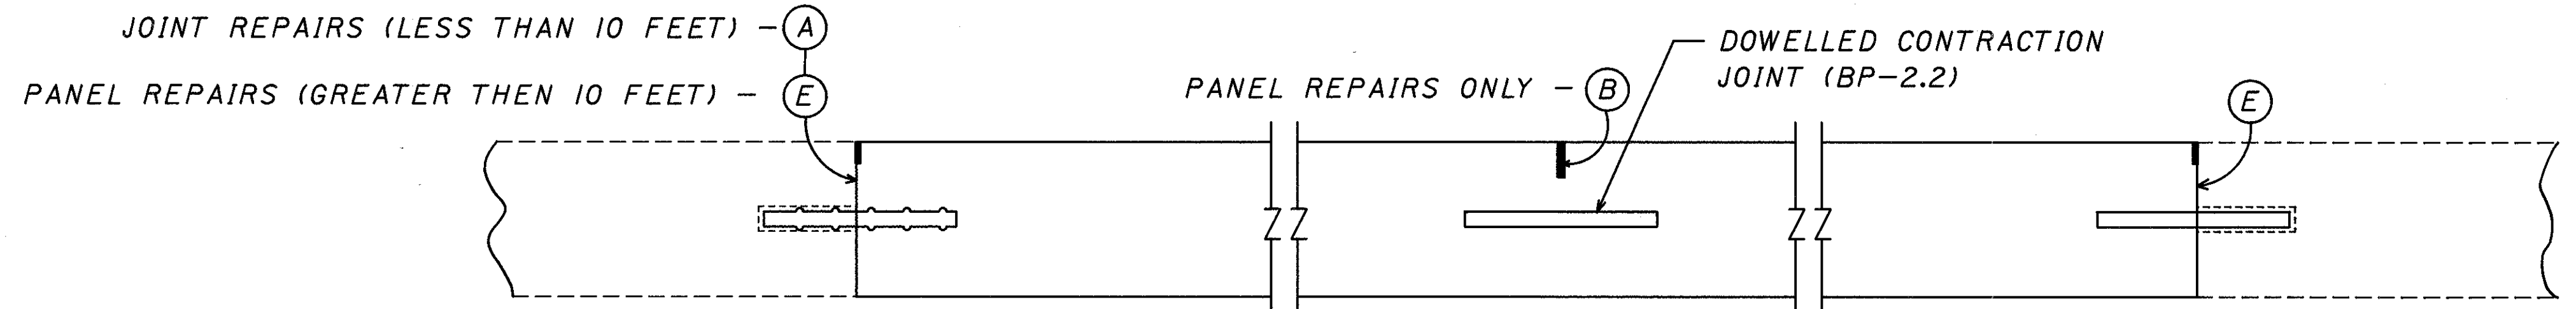 JOINT REPAIRS (LESS THAN 10 FEET) - A
PANEL REPAIRS (GREATER THEN 10 FEET) - E
PANEL REPAIRS ONLY - B
DOWELLED CONTRACTION
JOINT (BP-2.2)
E